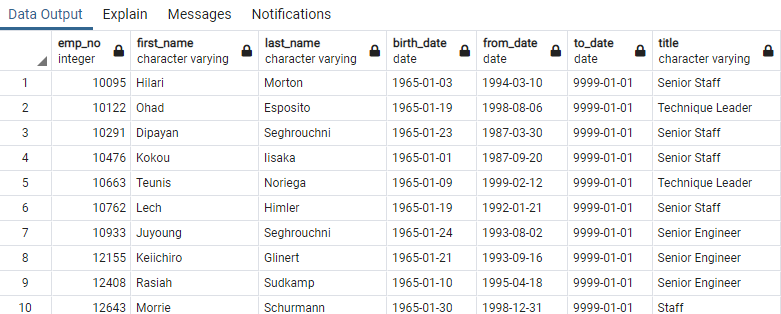 Data Output Explain Messages Notifications
emp_no first_name last_name birth_date from_date to_date title
integer character varying character varying date date date character varying
1 10095 Hilari Morton 1965-01-03 1994-03-10 9999-01-01 Senior Staff
2 10122 Ohad Esposito 1965-01-19 1998-08-06 9999-01-01 Technique Leader
3 10291 Dipayan Seghrouchni 1965-01-23 1987-03-30 9999-01-01 Senior Staff
4 10476 Kokou Iisaka 1965-01-01 1987-09-20 9999-01-01 Senior Staff
5 10663 Teunis Noriega 1965-01-09 1999-02-12 9999-01-01 Technique Leader
6 10762 Lech Himler 1965-01-19 1992-01-21 9999-01-01 Senior Staff
7 10933 Juyoung Seghrouchni 1965-01-24 1993-08-02 9999-01-01 Senior Engineer
8 12155 Keiichiro Glinert 1965-01-21 1993-09-16 9999-01-01 Senior Engineer
9 12408 Rasiah Sudkamp 1965-01-10 1995-04-18 9999-01-01 Senior Engineer
10 12643 Morrie Schurmann 1965-01-30 1998-12-31 9999-01-01 Staff